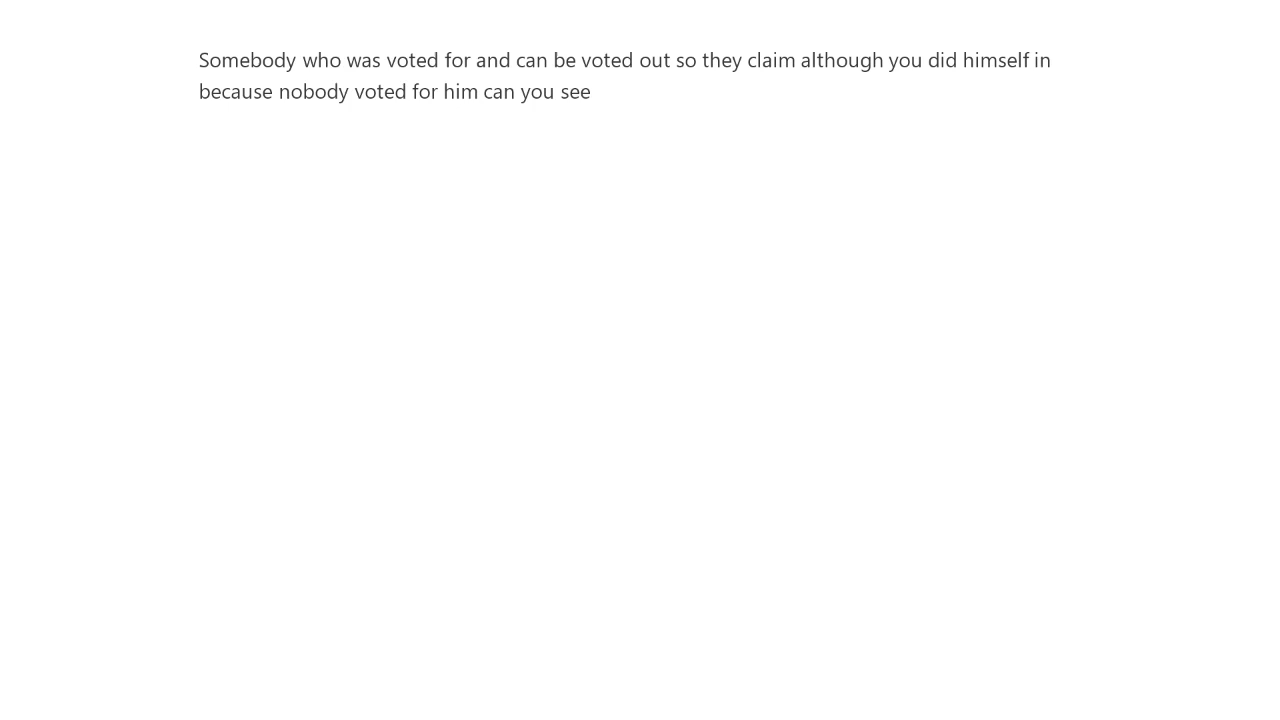 Somebody who was voted for and can be voted out so they claim although you did himself in
because nobody voted for him can you see